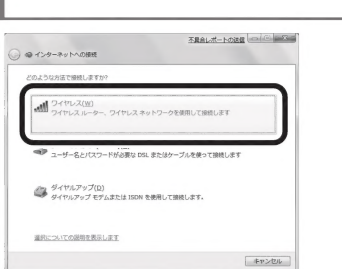 不具合レポートの送信
インターネットへの接続
どのような方法で接続しますか?
ワイヤレス(W)
ワイヤレス ルーター、ワイヤレス ネットワークを使用して接続します
ユーザー名とパスワードが必要な DSL またはケーブルを使って接続します
ダイヤルアップ(D)
ダイヤルアップ モデムまたは ISDN を使用して接続します。
選択についての説明を表示します
キャンセル